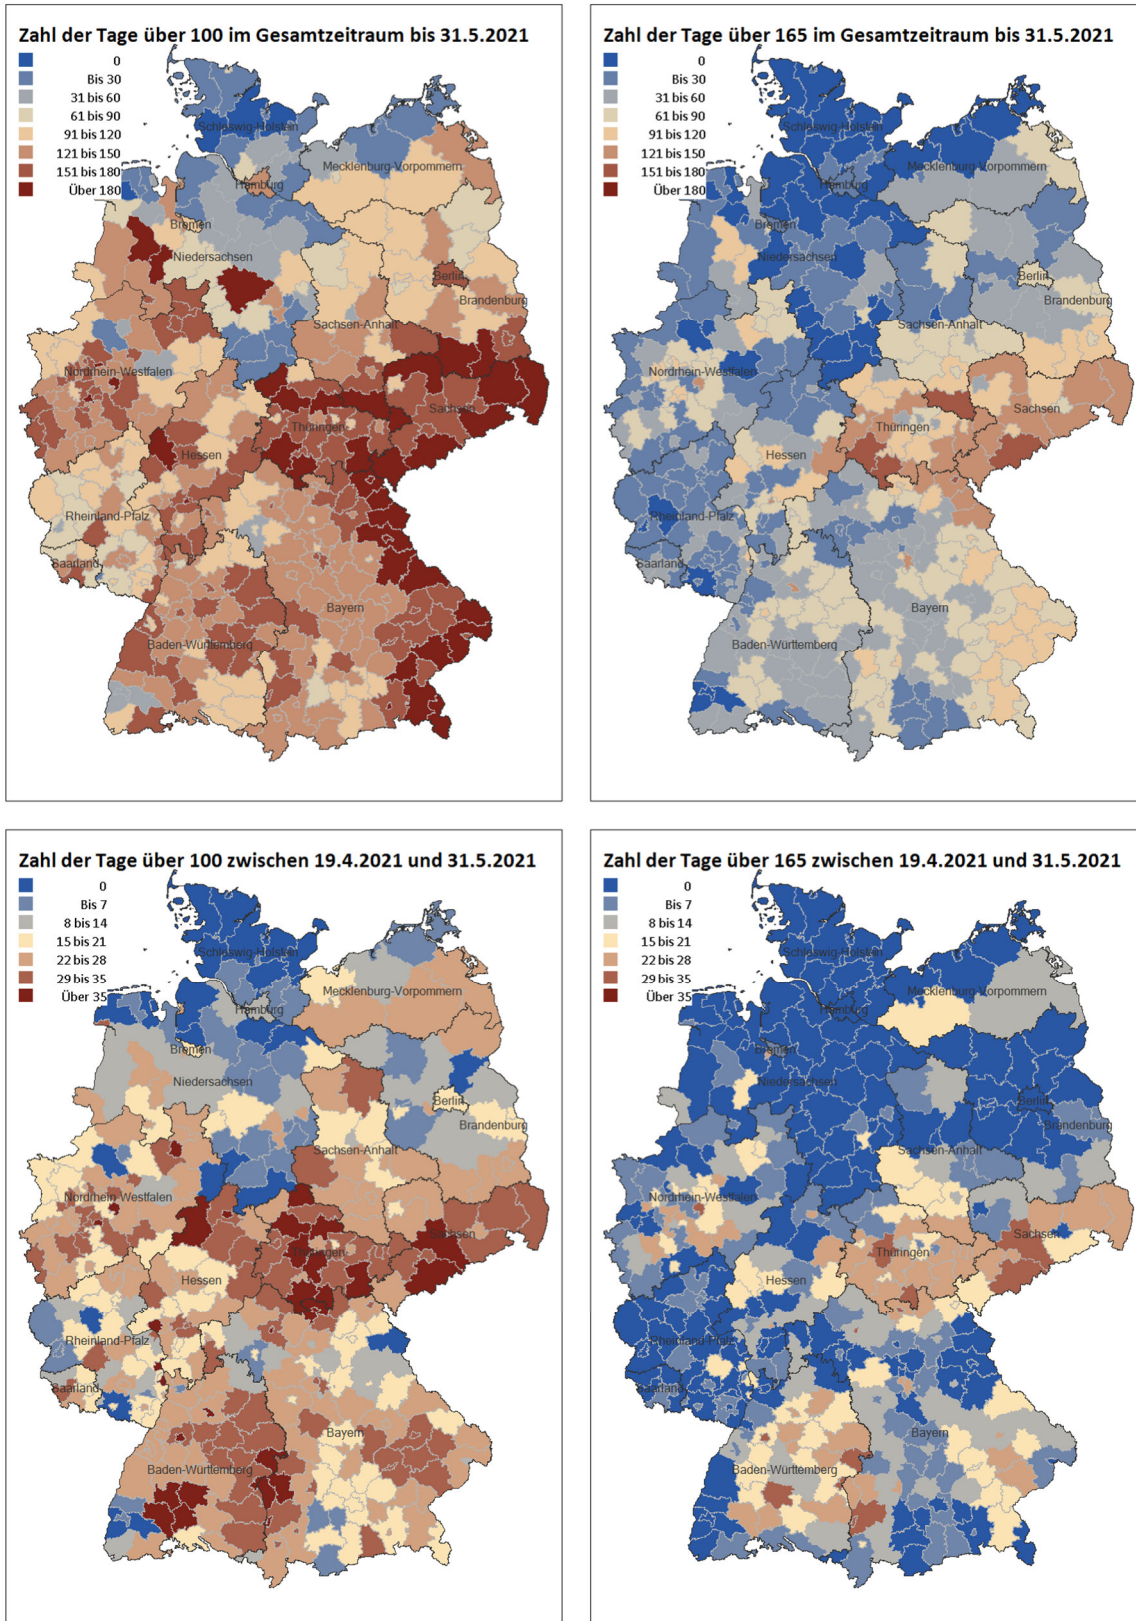 Zahl der Tage über 100 im Gesamtzeitraum bis 31.5.2021
0
Bis 30
31 bis 60
61 bis 90
91 bis 120
121 bis 150
151 bis 180
Über 180
Schleswig-Holstein
Mecklenburg-Vorpommern
Hamburg
Bremen
Niedersachsen
Berlin
Brandenburg
Sachsen-Anhalt
Nordrhein-Westfalen
Sachsen
Thüringen
Hessen
Rheinland-Pfalz
Saarland
Bayern
Baden-Württemberg
Zahl der Tage über 165 im Gesamtzeitraum bis 31.5.2021
0
Bis 30
31 bis 60
61 bis 90
91 bis 120
121 bis 150
151 bis 180
Über 180
Schleswig-Holstein
Mecklenburg-Vorpommern
Hamburg
Bremen
Niedersachsen
Berlin
Brandenburg
Sachsen-Anhalt
Nordrhein-Westfalen
Sachsen
Thüringen
Hessen
Rheinland-Pfalz
Saarland
Bayern
Baden-Württemberg
Zahl der Tage über 100 zwischen 19.4.2021 und 31.5.2021
0
Bis 7
8 bis 14
15 bis 21
22 bis 28
29 bis 35
Über 35
Schleswig-Holstein
Mecklenburg-Vorpommern
Hamburg
Bremen
Niedersachsen
Berlin
Brandenburg
Sachsen-Anhalt
Nordrhein-Westfalen
Sachsen
Thüringen
Hessen
Rheinland-Pfalz
Saarland
Bayern
Baden-Württemberg
Zahl der Tage über 165 zwischen 19.4.2021 und 31.5.2021
0
Bis 7
8 bis 14
15 bis 21
22 bis 28
29 bis 35
Über 35
Schleswig-Holstein
Mecklenburg-Vorpommern
Hamburg
Bremen
Niedersachsen
Berlin
Brandenburg
Sachsen-Anhalt
Nordrhein-Westfalen
Sachsen
Thüringen
Hessen
Rheinland-Pfalz
Saarland
Bayern
Baden-Württemberg